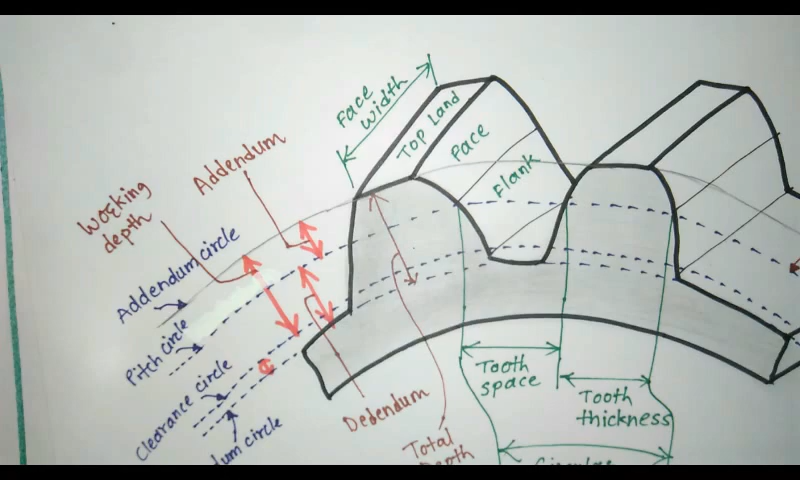 Face
width
Top Land
Face
Flank
Addendum
Working
depth
Addendum circle
Pitch circle
Clearance circle
circle
Dedendum
Total
Tooth
space
Tooth
thickness